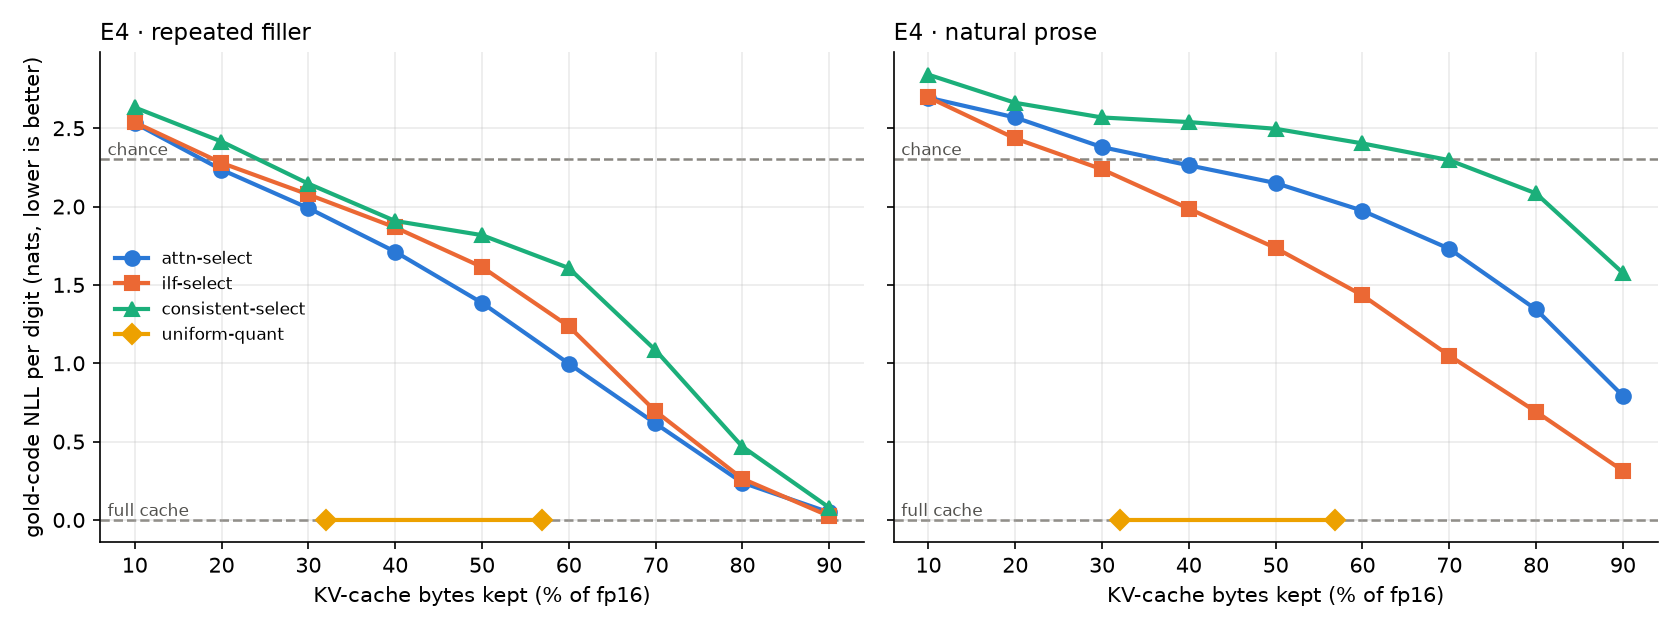 E4 · repeated filler
gold-code NLL per digit (nats, lower is better)
2.5
2.0
1.5
1.0
0.5
0.0
chance
attn-select
ilf-select
consistent-select
uniform-quant
full cache
10 20 30 40 50 60 70 80 90
KV-cache bytes kept (% of fp16)
E4 · natural prose
chance
full cache
10 20 30 40 50 60 70 80 90
KV-cache bytes kept (% of fp16)